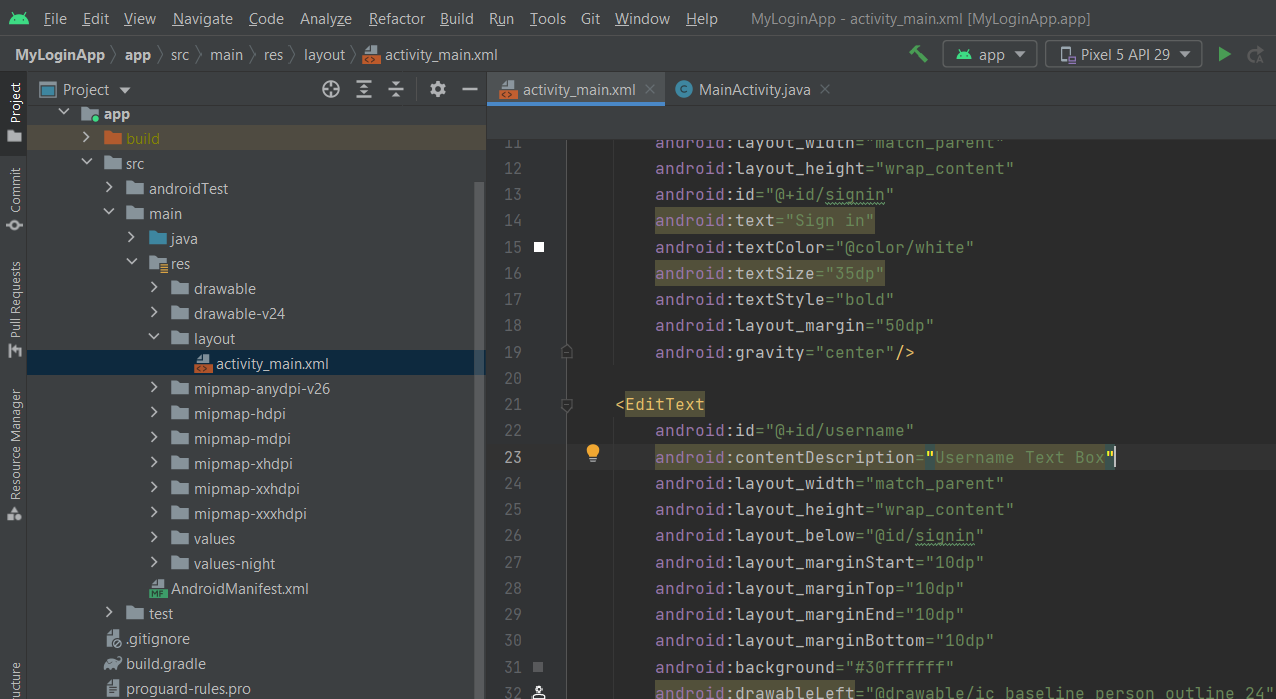 File Edit View Navigate Code Analyze Refactor Build Run Tools Git Window Help MyLoginApp - activity_main.xml [MyLoginApp.app]
MyLoginApp app src main res layout activity_main.xml app Pixel 5 API 29
Project
Commit
Pull Requests
Resource Manager
Project
app
build
src
androidTest
main
java
res
drawable
drawable-v24
layout
activity_main.xml
mipmap-anydpi-v26
mipmap-hdpi
mipmap-mdpi
mipmap-xhdpi
mipmap-xxhdpi
mipmap-xxxhdpi
values
values-night
AndroidManifest.xml
test
.gitignore
build.gradle
proguard-rules.pro
activity_main.xml MainActivity.java
11 android:layout_width="match_parent"
12 android:layout_height="wrap_content"
13 android:id="@+id/signin"
14 android:text="Sign in"
15 android:textColor="@color/white"
16 android:textSize="35dp"
17 android:textStyle="bold"
18 android:layout_margin="50dp"
19 android:gravity="center"/>
20
21 <EditText
22 android:id="@+id/username"
23 android:contentDescription="Username Text Box"
24 android:layout_width="match_parent"
25 android:layout_height="wrap_content"
26 android:layout_below="@id/signin"
27 android:layout_marginStart="10dp"
28 android:layout_marginTop="10dp"
29 android:layout_marginEnd="10dp"
30 android:layout_marginBottom="10dp"
31 android:background="#30ffffff"
32 android:drawableLeft="@drawable/ic_baseline_person_outline_24"